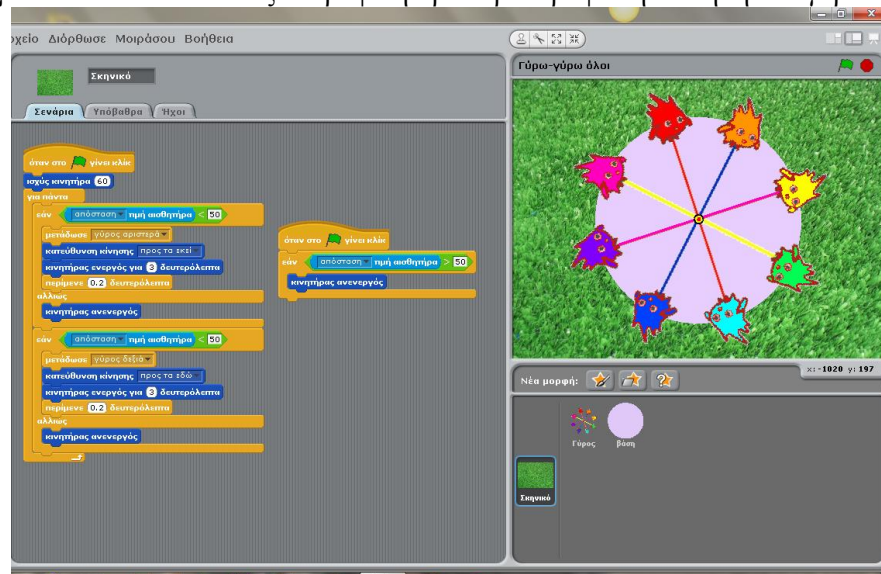 χείο Διόρθωσε Μοιράσου Βοήθεια
Σκηνικό
Σενάρια Υπόβαθρα Ήχοι
όταν στο γίνει κλίκ
ισχύς κινητήρα 60
για πάντα
εάν απόσταση τιμή αισθητήρα < 50
μετάδωσε γύρος αριστερά
κατεύθυνση κίνησης προς τα εκεί
κινητήρας ενεργός για 3 δευτερόλεπτα
περίμενε 0.2 δευτερόλεπτα
αλλιώς
κινητήρας ανενεργός
εάν απόσταση τιμή αισθητήρα < 50
μετάδωσε γύρος δεξιά
κατεύθυνση κίνησης προς τα εδώ
κινητήρας ενεργός για 3 δευτερόλεπτα
περίμενε 0.2 δευτερόλεπτα
αλλιώς
κινητήρας ανενεργός
όταν στο γίνει κλίκ
εάν απόσταση τιμή αισθητήρα > 50
κινητήρας ανενεργός
Γύρω-γύρω όλοι
x: -1020 y: 197
Νέα μορφή:
Γύρος βάση
Σκηνικό